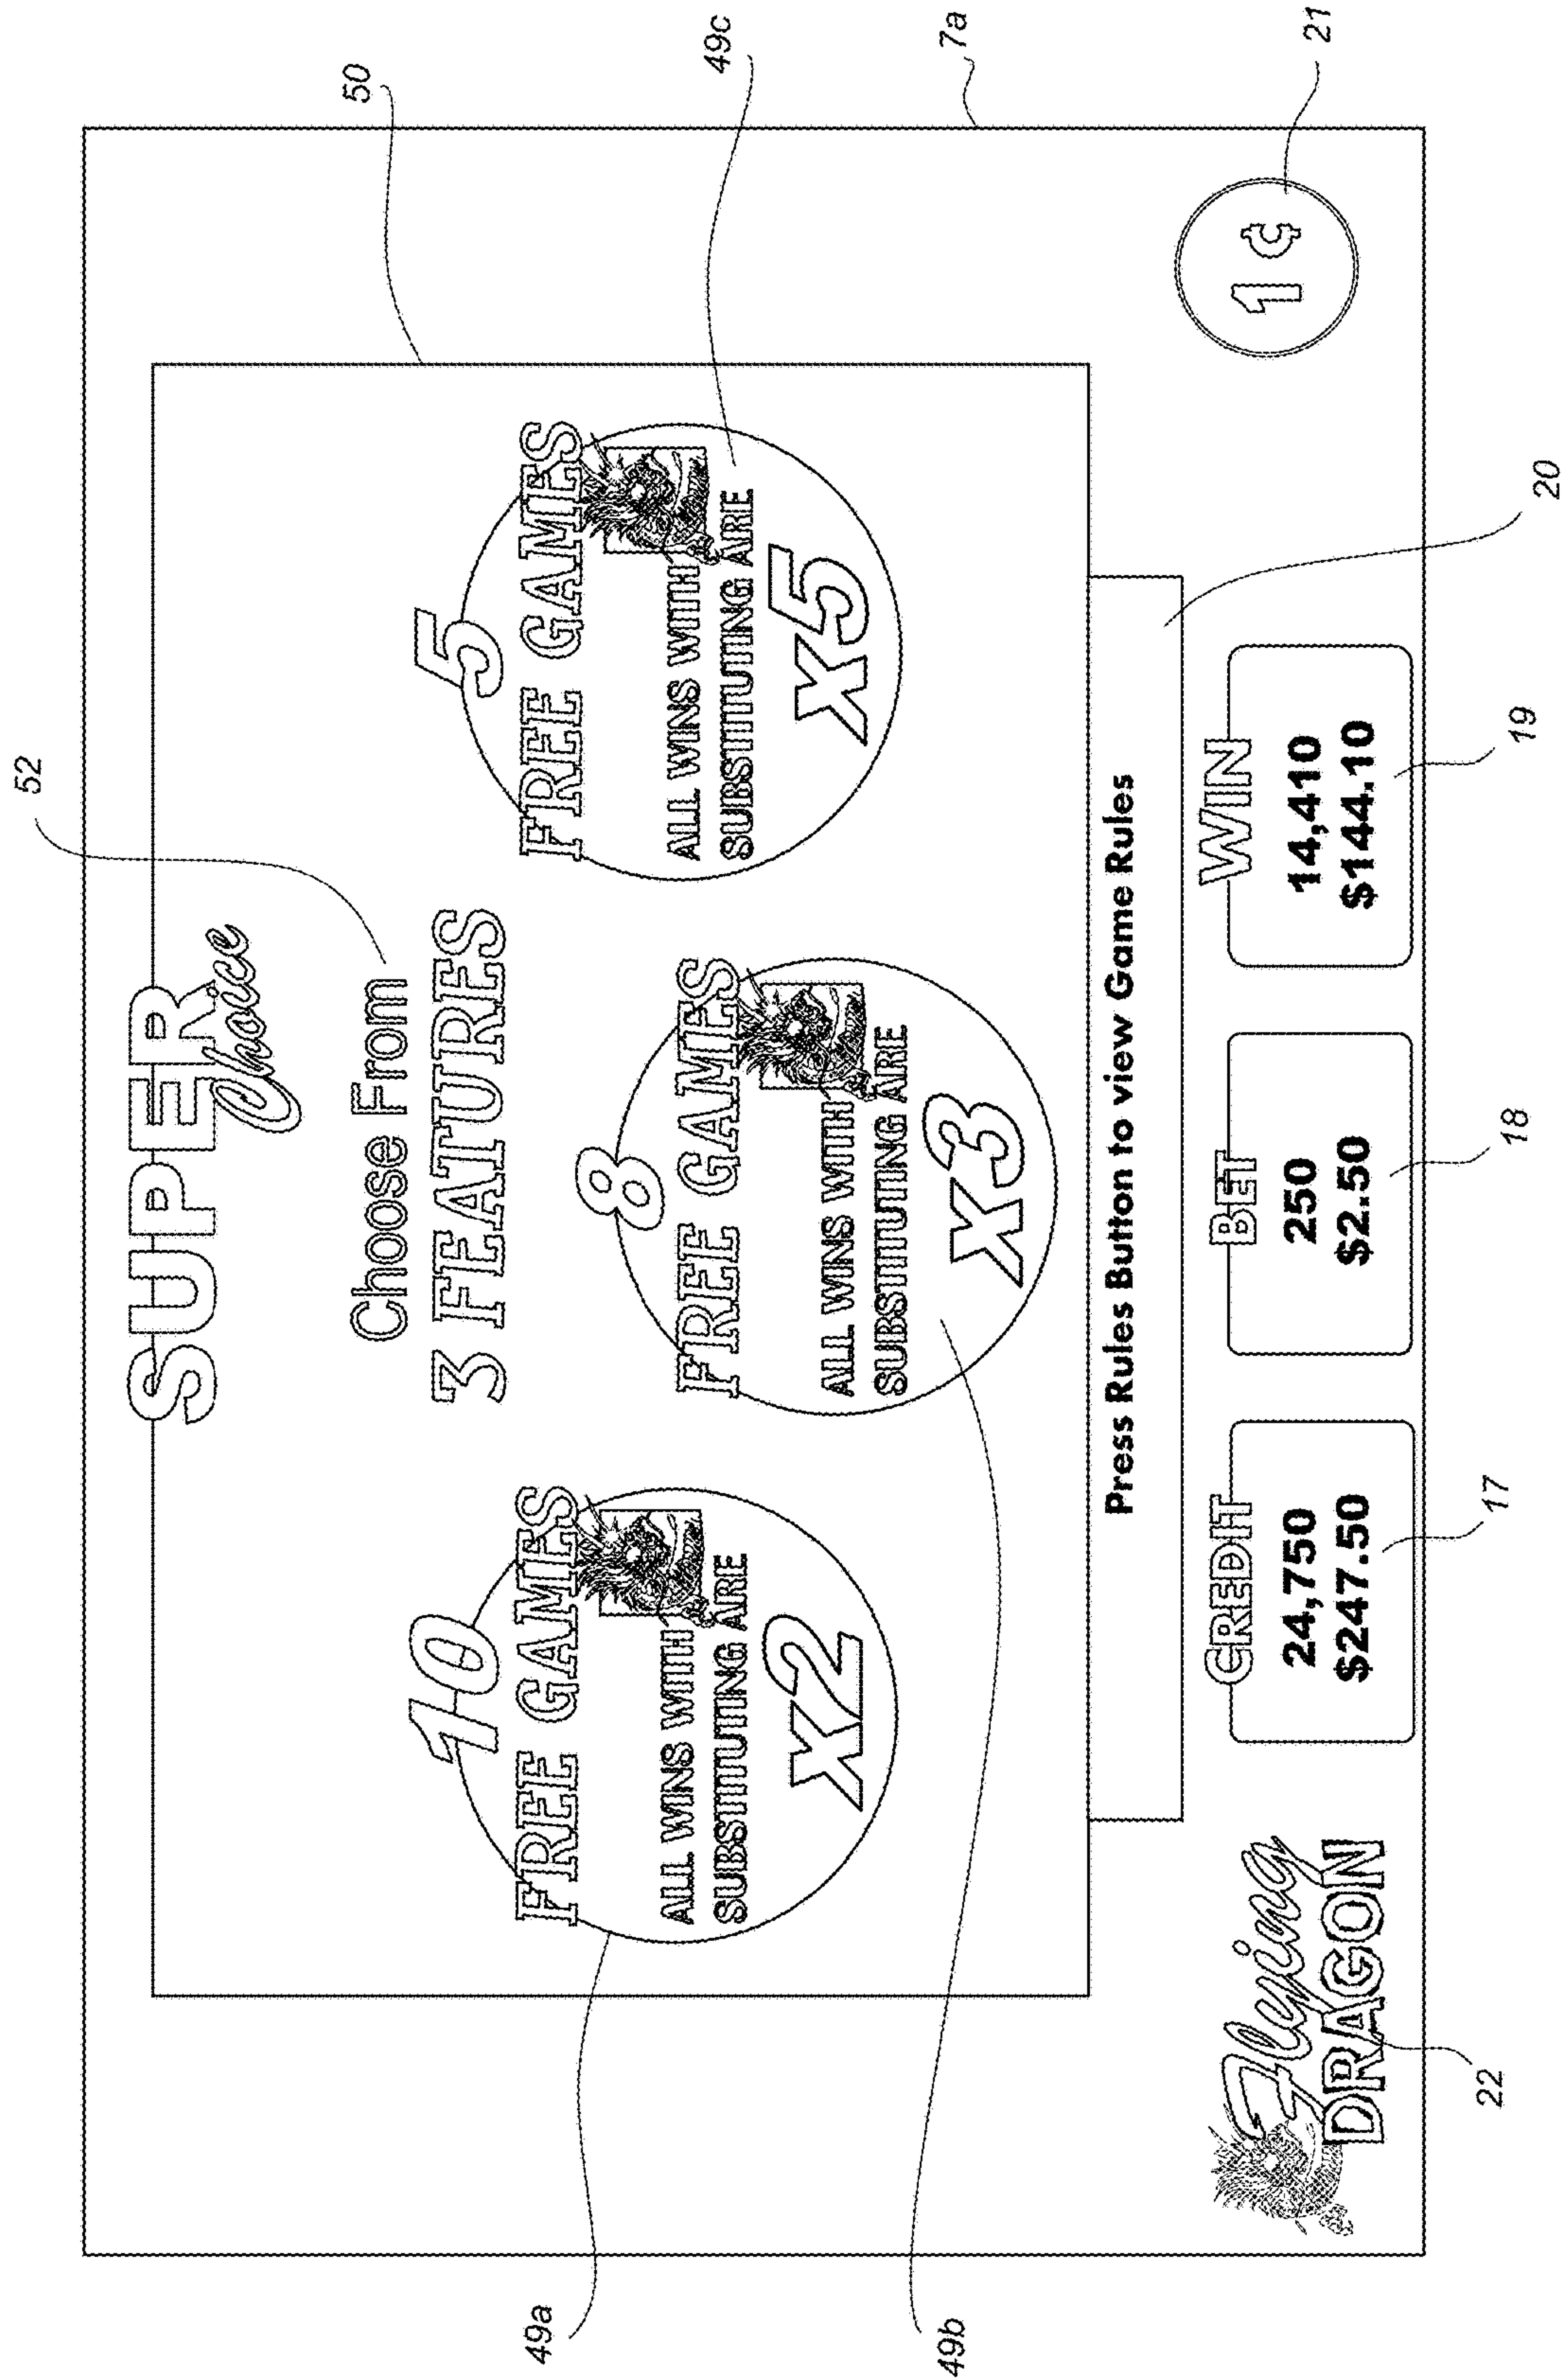 52
50
49c
7a
21
SUPER
Choice
Choose From
3 FEATURES
10
FREE GAMES
ALL WINS WITH
SUBSTITUTING ARE
x2
8
FREE GAMES
ALL WINS WITH
SUBSTITUTING ARE
x3
5
FREE GAMES
ALL WINS WITH
SUBSTITUTING ARE
x5
49a
49b
Press Rules Button to view Game Rules
20
Flying
DRAGON
22
CREDIT
24,750
$247.50
17
BET
250
$2.50
18
WIN
14,410
$144.10
19
1¢